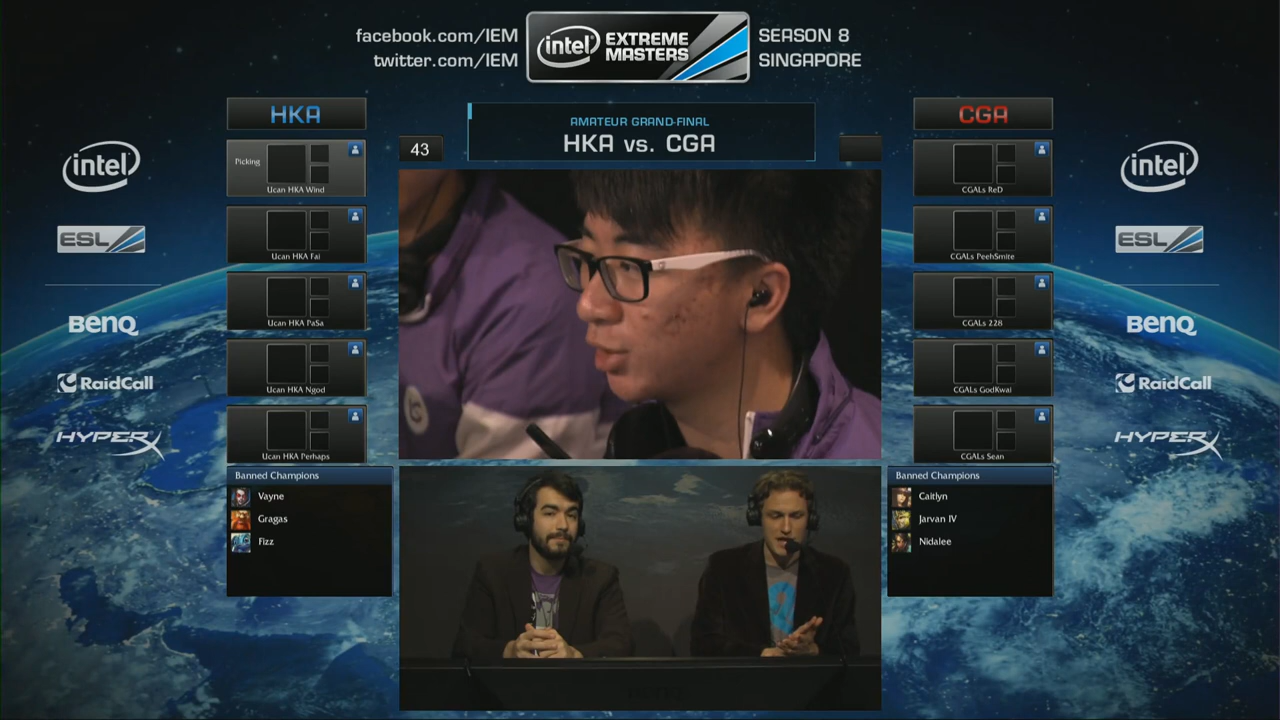 facebook.com/IEM
twitter.com/IEM
intel EXTREME MASTERS
SEASON 8
SINGAPORE
HKA
AMATEUR GRAND-FINAL
HKA vs. CGA
CGA
43
intel
ESL
BenQ
RaidCall
HYPERX
Picking
Ucan HKA Wind
Ucan HKA Fai
Ucan HKA PaSa
Ucan HKA Ngod
Ucan HKA Perhaps
Banned Champions
Vayne
Gragas
Fizz
CGALs ReD
CGALs PeehSmite
CGALs 228
CGALs GodKwai
CGALs Sean
Banned Champions
Caitlyn
Jarvan IV
Nidalee
intel
ESL
BenQ
RaidCall
HYPERX